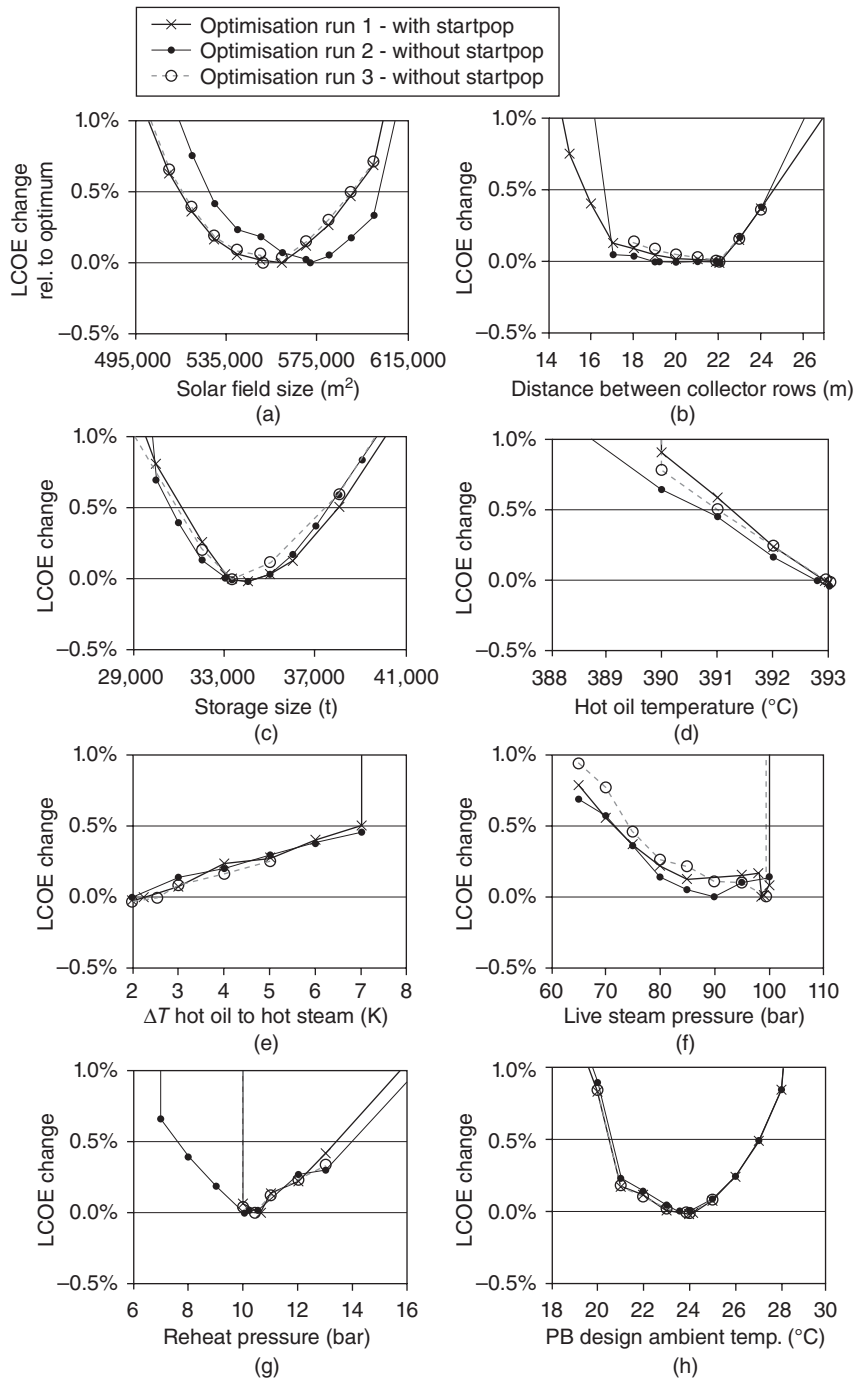 Optimisation run 1 - with startpop
Optimisation run 2 - without startpop
Optimisation run 3 - without startpop
LCOE change
rel. to optimum
1.0%
0.5%
0.0%
–0.5%
495,000 535,000 575,000 615,000
Solar field size (m²)
(a)
LCOE change
1.0%
0.5%
0.0%
–0.5%
14 16 18 20 22 24 26
Distance between collector rows (m)
(b)
LCOE change
1.0%
0.5%
0.0%
–0.5%
29,000 33,000 37,000 41,000
Storage size (t)
(c)
LCOE change
1.0%
0.5%
0.0%
–0.5%
388 389 390 391 392 393
Hot oil temperature (°C)
(d)
LCOE change
1.0%
0.5%
0.0%
–0.5%
2 3 4 5 6 7 8
ΔT hot oil to hot steam (K)
(e)
LCOE change
1.0%
0.5%
0.0%
–0.5%
60 70 80 90 100 110
Live steam pressure (bar)
(f)
LCOE change
1.0%
0.5%
0.0%
–0.5%
6 8 10 12 14 16
Reheat pressure (bar)
(g)
LCOE change
1.0%
0.5%
0.0%
–0.5%
18 20 22 24 26 28 30
PB design ambient temp. (°C)
(h)